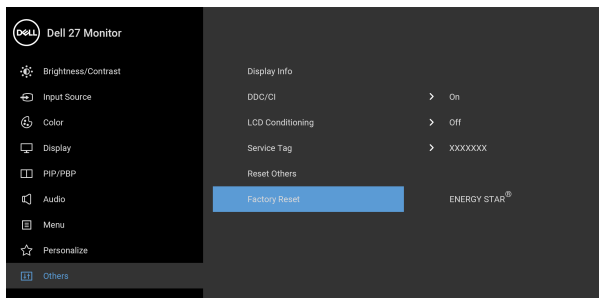 DELL Dell 27 Monitor
Brightness/Contrast
Display Info
Input Source
DDC/CI > On
Color
LCD Conditioning > Off
Display
Service Tag > XXXXXXX
PIP/PBP
Reset Others
Audio
Factory Reset ENERGY STAR®
Menu
Personalize
Others